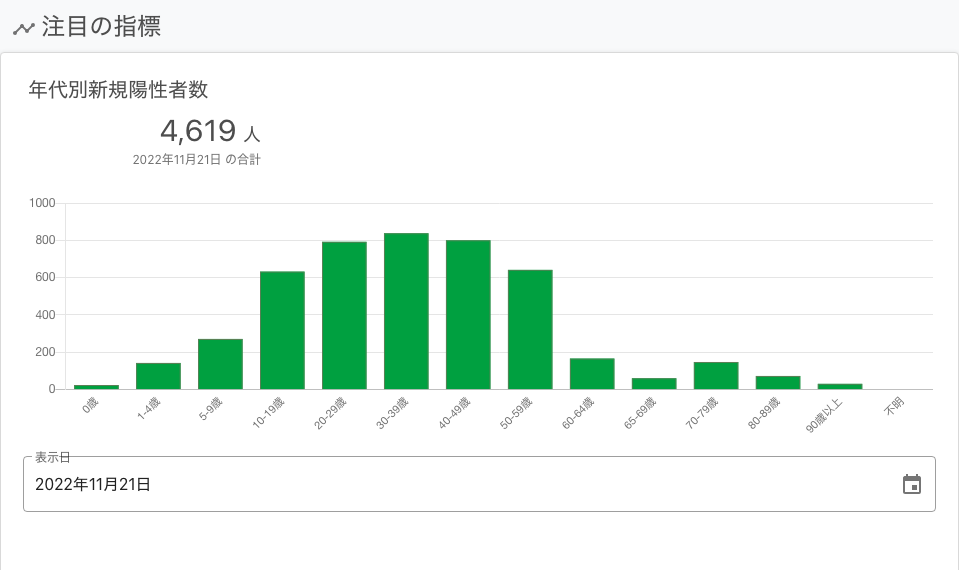 注目の指標
年代別新規陽性者数
4,619 人
2022年11月21日 の合計
1000
800
600
400
200
0
0歳 1-4歳 5-9歳 10-19歳 20-29歳 30-39歳 40-49歳 50-59歳 60-64歳 65-69歳 70-79歳 80-89歳 90歳以上 不明
表示日
2022年11月21日